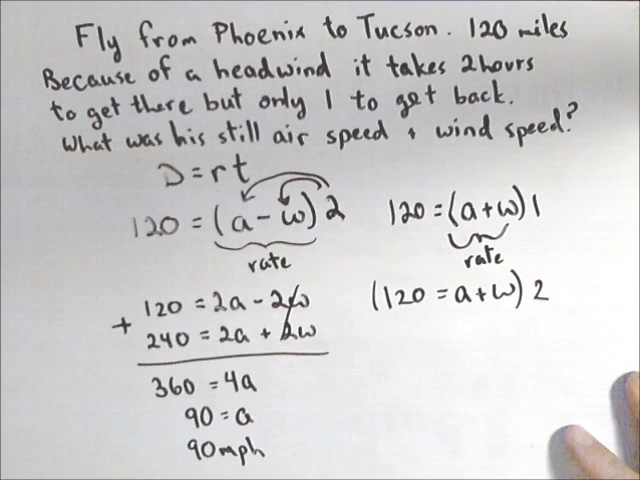 Fly from Phoenix to Tucson. 120 miles
Because of a headwind it takes 2 hours
to get there but only 1 to get back.
What was his still air speed + wind speed?
D = rt
120 = (a - w) 2
rate
120 = (a + w) 1
rate
(120 = a + w) 2
120 = 2a - 2w
+ 240 = 2a + 2w
360 = 4a
90 = a
90mph